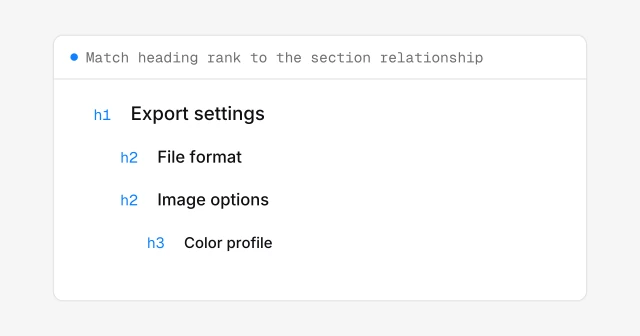 Match heading rank to the section relationship
h1 Export settings
h2 File format
h2 Image options
h3 Color profile